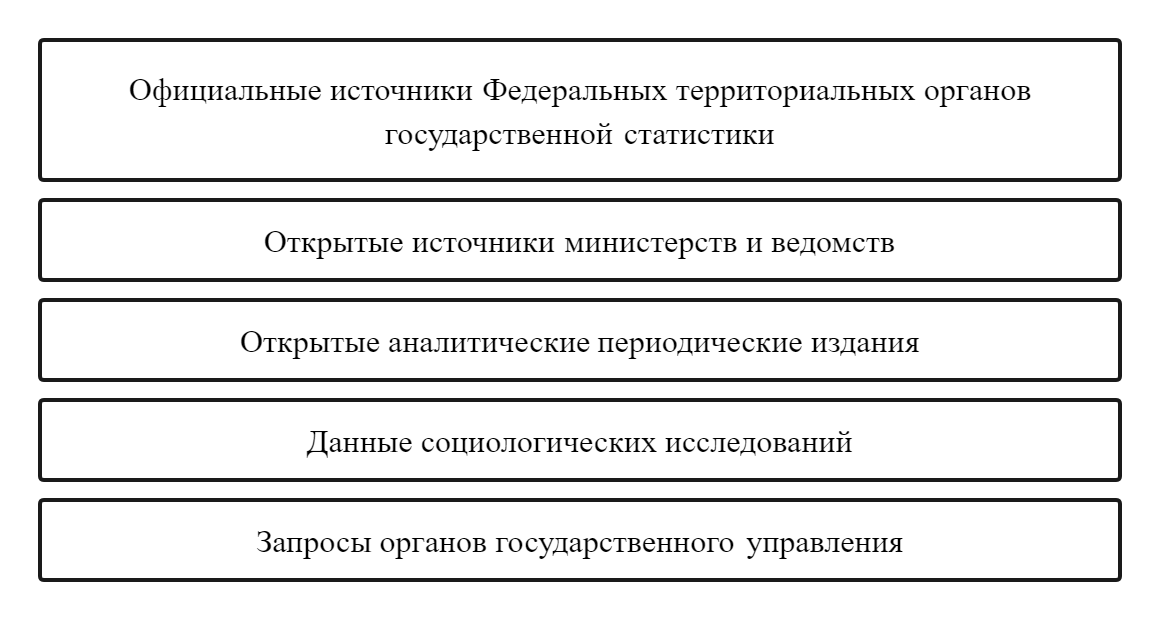 Официальные источники Федеральных территориальных органов
государственной статистики
Открытые источники министерств и ведомств
Открытые аналитические периодические издания
Данные социологических исследований
Запросы органов государственного управления